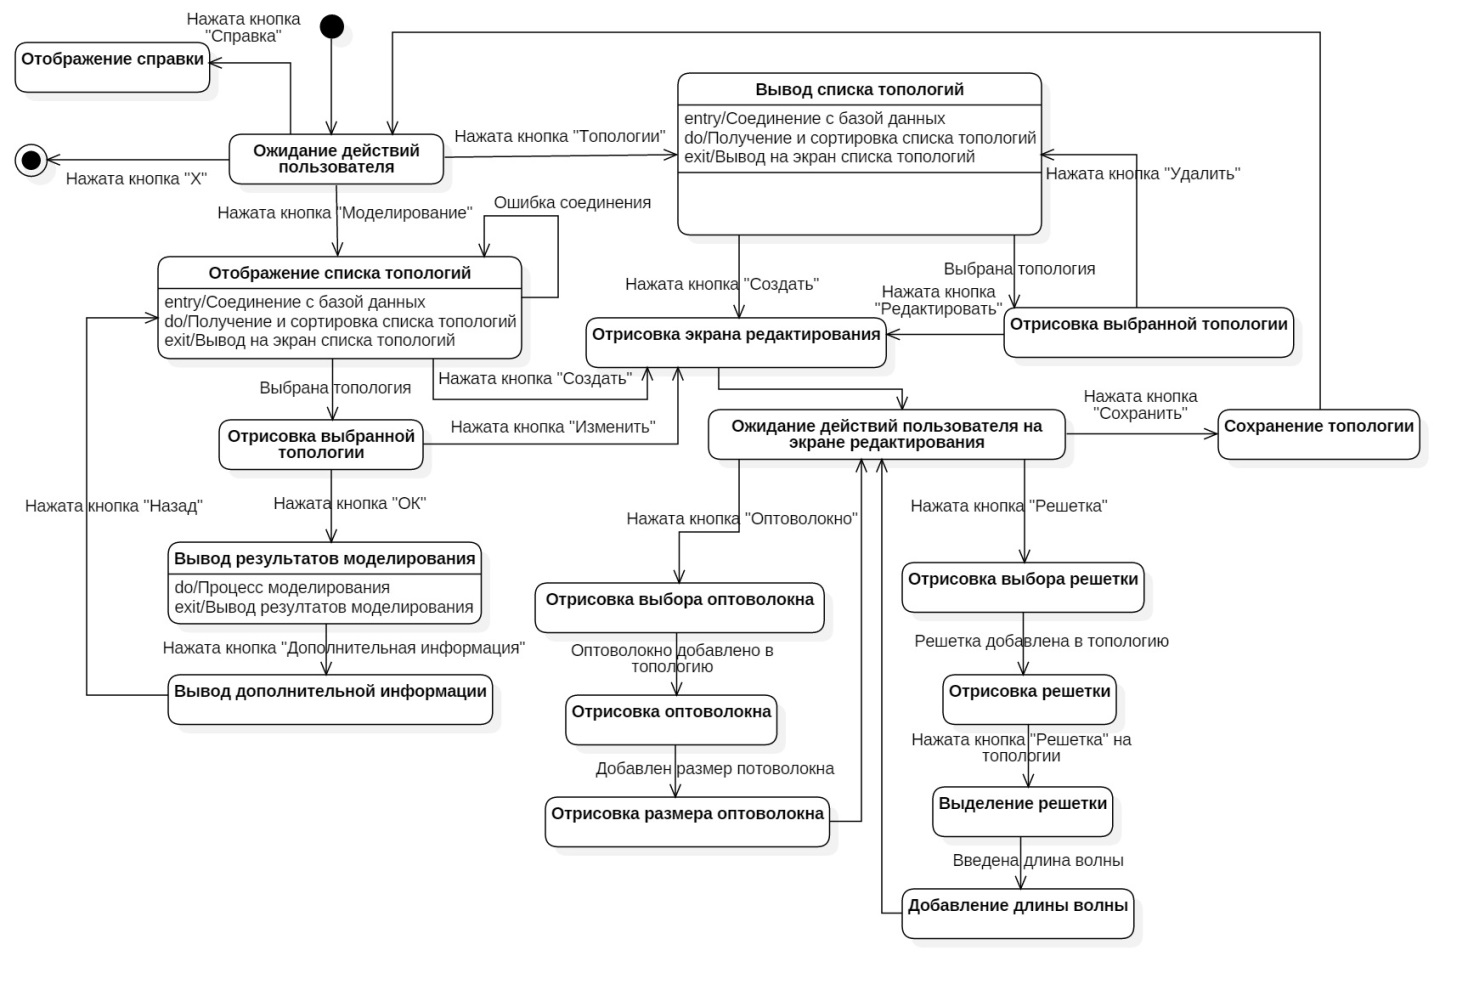 Нажата кнопка
"Справка"
Отображение справки
Ожидание действий
пользователя
Нажата кнопка "X"
Нажата кнопка "Топологии"
Вывод списка топологий
entry/Соединение с базой данных
do/Получение и сортировка списка топологий
exit/Вывод на экран списка топологий
Нажата кнопка "Удалить"
Нажата кнопка "Моделирование"
Ошибка соединения
Отображение списка топологий
entry/Соединение с базой данных
do/Получение и сортировка списка топологий
exit/Вывод на экран списка топологий
Нажата кнопка "Создать"
Выбрана топология
Нажата кнопка
"Редактировать"
Отрисовка экрана редактирования
Отрисовка выбранной топологии
Выбрана топология
Нажата кнопка "Создать"
Отрисовка выбранной
топологии
Нажата кнопка "Изменить"
Ожидание действий пользователя на
экране редактирования
Нажата кнопка
"Сохранить"
Сохранение топологии
Нажата кнопка "Назад"
Нажата кнопка "ОК"
Нажата кнопка "Оптоволокно"
Нажата кнопка "Решетка"
Вывод результатов моделирования
do/Процесс моделирования
exit/Вывод резултатов моделирования
Отрисовка выбора оптоволокна
Отрисовка выбора решетки
Нажата кнопка "Дополнительная информация"
Оптоволокно добавлено в
топологию
Решетка добавлена в топологию
Вывод дополнительной информации
Отрисовка оптоволокна
Отрисовка решетки
Нажата кнопка "Решетка" на
топологии
Добавлен размер потоволокна
Отрисовка размера оптоволокна
Выделение решетки
Введена длина волны
Добавление длины волны